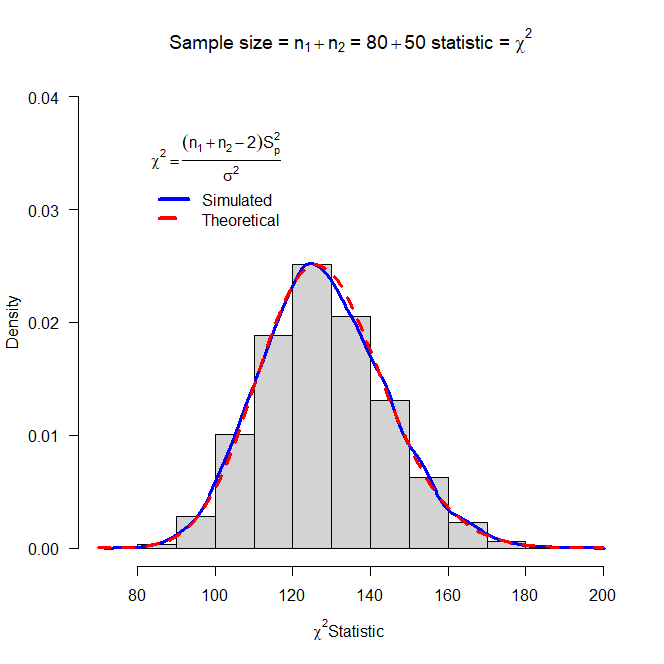 Sample size = n₁ + n₂ = 80 + 50 statistic = χ²
0.04
0.03
0.02
0.01
0.00
Density
χ² = (n₁ + n₂ − 2)S²ₚ / σ²
Simulated
Theoretical
80 100 120 140 160 180 200
χ²Statistic